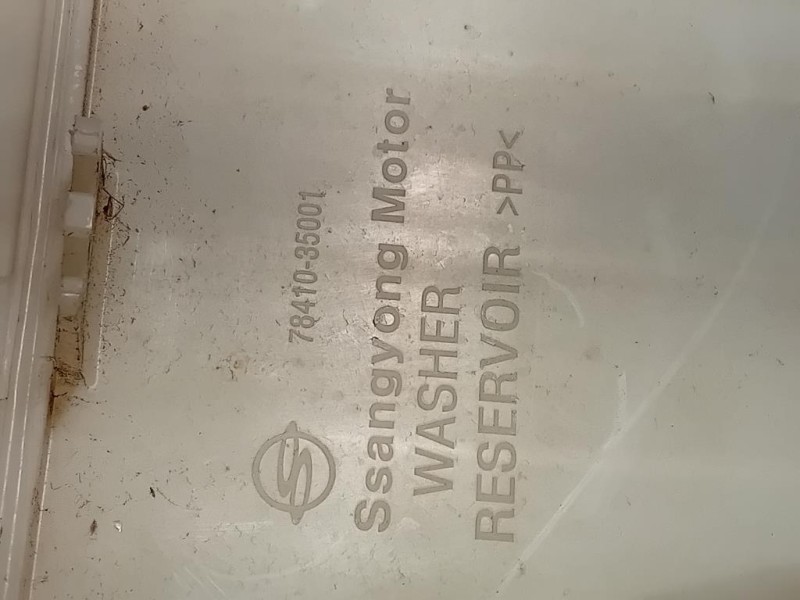 78410-35001
Ssangyong Motor
WASHER
RESERVOIR >PP<